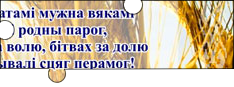 атамі мужна вякамі
родны парог,
а волю, бітвах за долю
ывалі сцяг перамог!